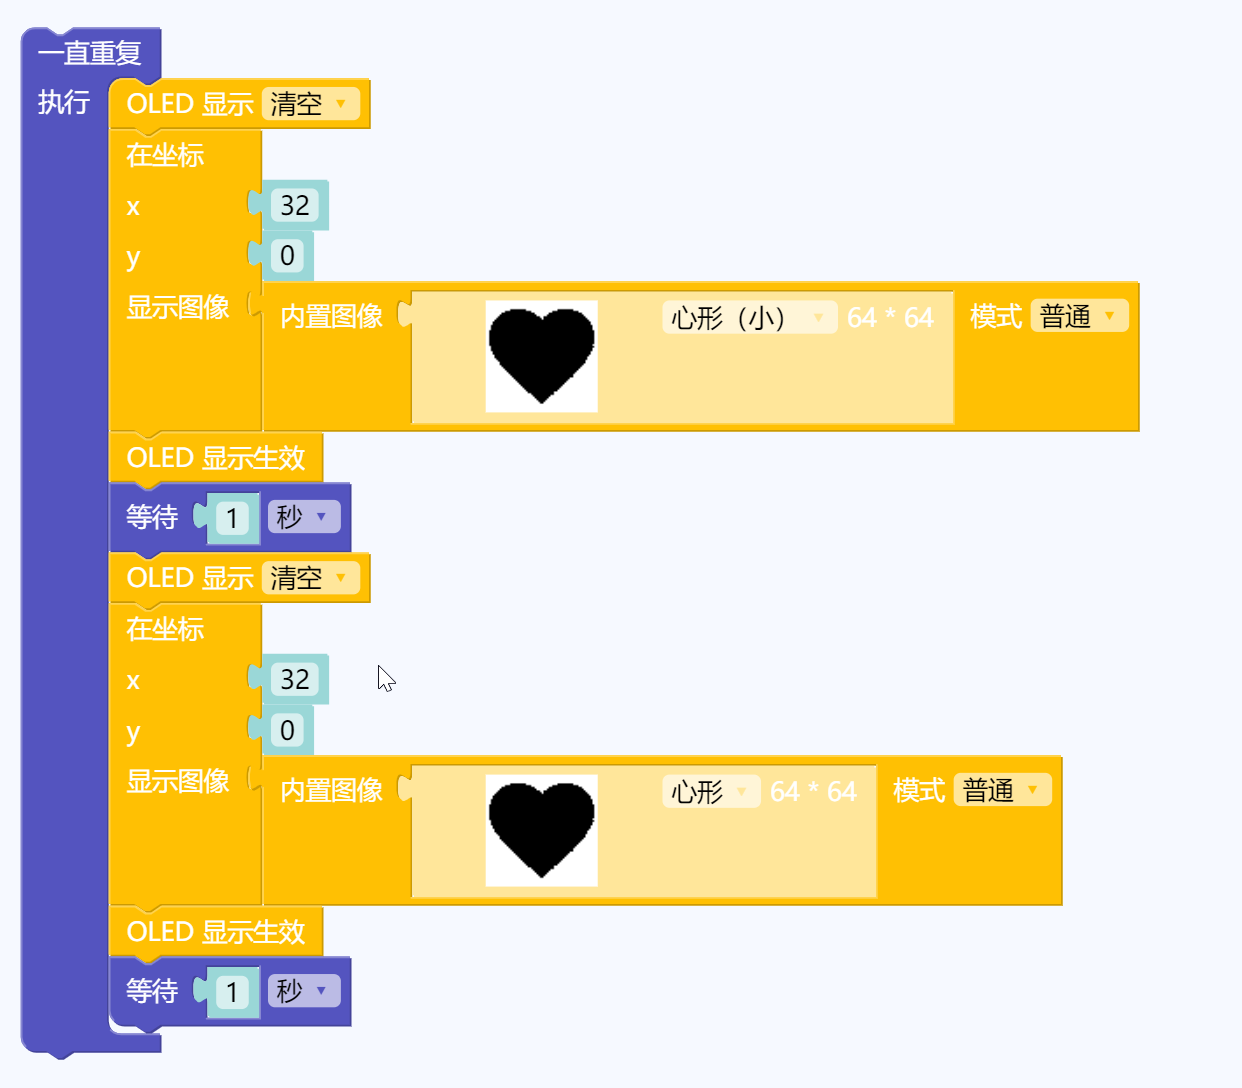 一直重复
执行
OLED 显示 清空
在坐标
x 32
y 0
显示图像 内置图像 心形（小） 64 * 64 模式 普通
OLED 显示生效
等待 1 秒
OLED 显示 清空
在坐标
x 32
y 0
显示图像 内置图像 心形 64 * 64 模式 普通
OLED 显示生效
等待 1 秒